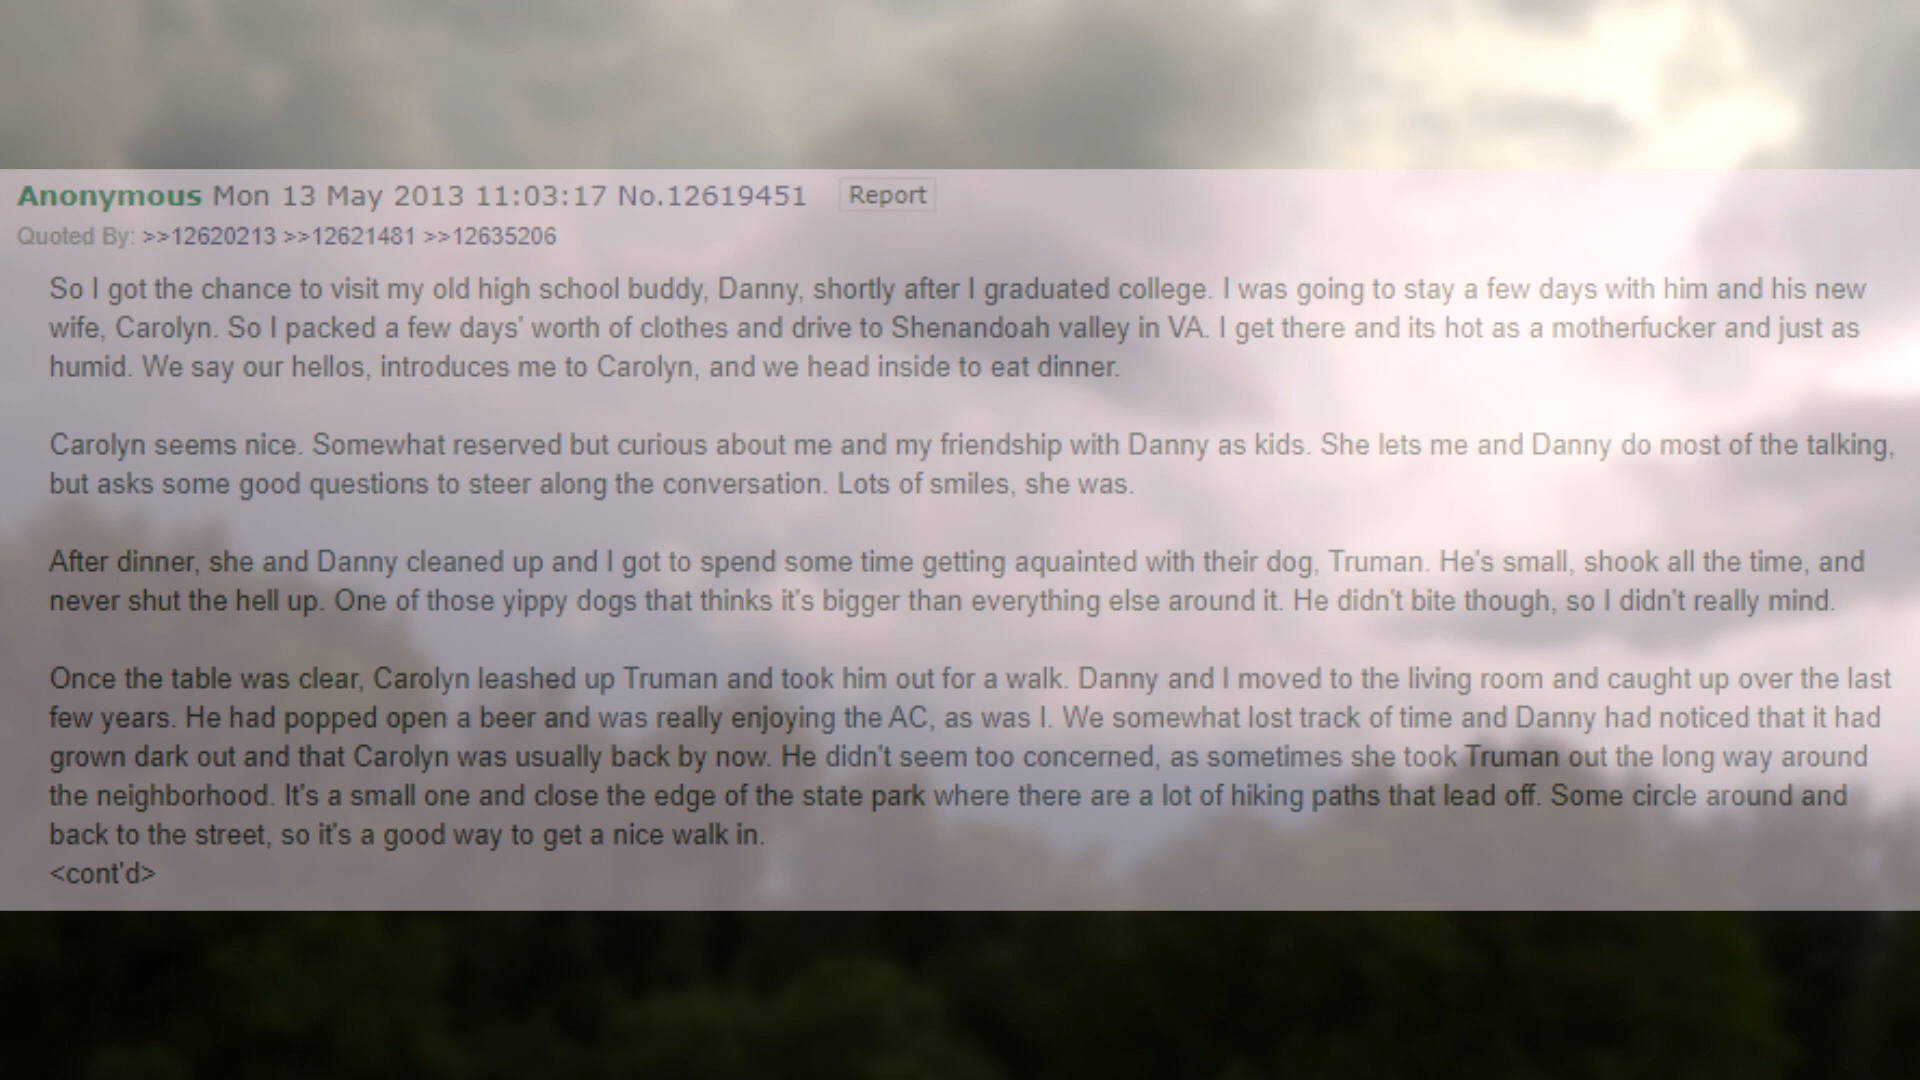 Anonymous Mon 13 May 2013 11:03:17 No.12619451 Report
Quoted By: >>12620213 >>12621481 >>12635206
So I got the chance to visit my old high school buddy, Danny, shortly after I graduated college. I was going to stay a few days with him and his new
wife, Carolyn. So I packed a few days' worth of clothes and drive to Shenandoah valley in VA. I get there and its hot as a motherfucker and just as
humid. We say our hellos, introduces me to Carolyn, and we head inside to eat dinner.
Carolyn seems nice. Somewhat reserved but curious about me and my friendship with Danny as kids. She lets me and Danny do most of the talking,
but asks some good questions to steer along the conversation. Lots of smiles, she was.
After dinner, she and Danny cleaned up and I got to spend some time getting aquainted with their dog, Truman. He's small, shook all the time, and
never shut the hell up. One of those yippy dogs that thinks it's bigger than everything else around it. He didn't bite though, so I didn't really mind.
Once the table was clear, Carolyn leashed up Truman and took him out for a walk. Danny and I moved to the living room and caught up over the last
few years. He had popped open a beer and was really enjoying the AC, as was I. We somewhat lost track of time and Danny had noticed that it had
grown dark out and that Carolyn was usually back by now. He didn't seem too concerned, as sometimes she took Truman out the long way around
the neighborhood. It's a small one and close the edge of the state park where there are a lot of hiking paths that lead off. Some circle around and
back to the street, so it's a good way to get a nice walk in.
<cont'd>